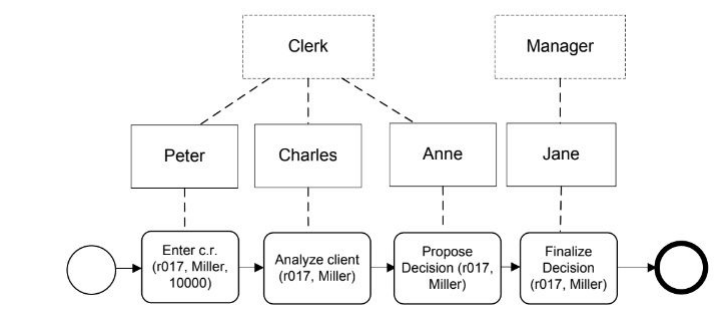 Clerk
Manager
Peter
Charles
Anne
Jane
Enter c.r.
(r017, Miller,
10000)
Analyze client
(r017, Miller)
Propose
Decision (r017,
Miller)
Finalize
Decision
(r017, Miller)